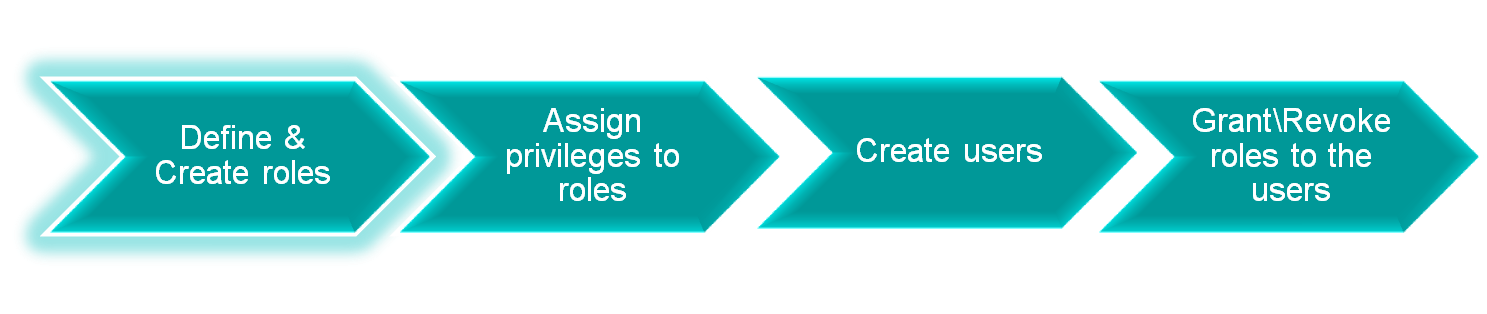 Define &
Create roles
Assign
privileges to
roles
Create users
Grant\Revoke
roles to the
users